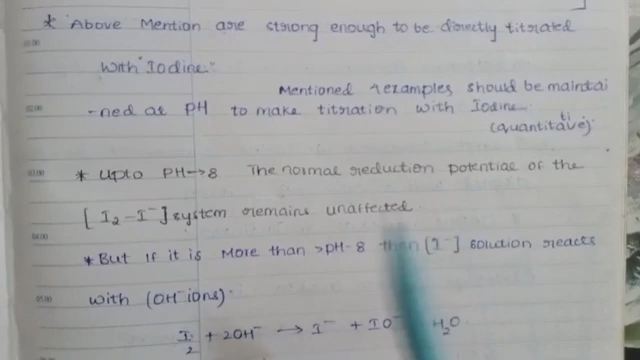 * Above Mention are strong enough to be directly titrated
with Iodine.
Mentioned examples should be maintai
-ned at PH to make titration with Iodine.
(quantitative)
* Upto PH→8 The normal reduction potential of the
[I₂-I⁻] system remains unaffected.
* But If it is More than >pH-8 then [I⁻] solution reacts
with (OH⁻ ions).
I₂ + 2OH⁻ → I⁻ + IO⁻ H₂O